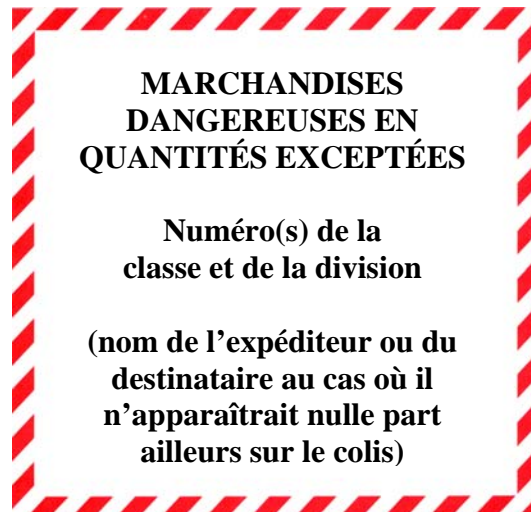 MARCHANDISES
DANGEREUSES EN
QUANTITÉS EXCEPTÉES
Numéro(s) de la
classe et de la division
(nom de l’expéditeur ou du
destinataire au cas où il
n’apparaîtrait nulle part
ailleurs sur le colis)